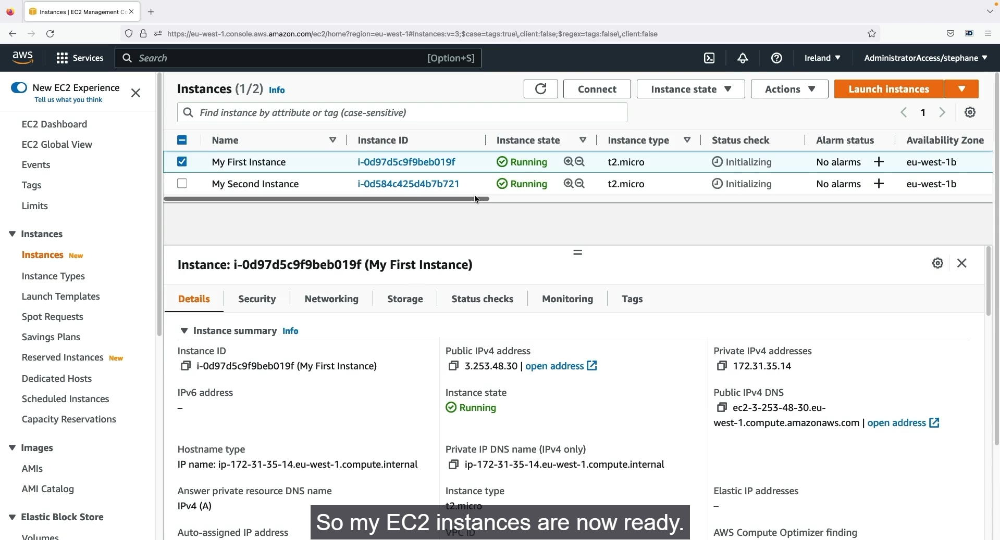 Instances | EC2 Management Co
https://eu-west-1.console.aws.amazon.com/ec2/home?region=eu-west-1#Instances:v=3;$case=tags:true\,client:false;$regex=tags:false\,client:false
iD
aws
Services
Search
[Option+S]
Ireland
AdministratorAccess/stephane
New EC2 Experience
Tell us what you think
EC2 Dashboard
EC2 Global View
Events
Tags
Limits
Instances
Instances New
Instance Types
Launch Templates
Spot Requests
Savings Plans
Reserved Instances New
Dedicated Hosts
Scheduled Instances
Capacity Reservations
Images
AMIs
AMI Catalog
Elastic Block Store
Volumes
Instances (1/2) Info
Connect
Instance state
Actions
Launch instances
Find instance by attribute or tag (case-sensitive)
1
Name Instance ID Instance state Instance type Status check Alarm status Availability Zone
My First Instance i-0d97d5c9f9beb019f Running t2.micro Initializing No alarms + eu-west-1b
My Second Instance i-0d584c425d4b7b721 Running t2.micro Initializing No alarms + eu-west-1b
Instance: i-0d97d5c9f9beb019f (My First Instance)
Details Security Networking Storage Status checks Monitoring Tags
Instance summary Info
Instance ID
i-0d97d5c9f9beb019f (My First Instance)
Public IPv4 address
3.253.48.30 | open address
Private IPv4 addresses
172.31.35.14
IPv6 address
–
Instance state
Running
Public IPv4 DNS
ec2-3-253-48-30.eu-
west-1.compute.amazonaws.com | open address
Hostname type
IP name: ip-172-31-35-14.eu-west-1.compute.internal
Private IP DNS name (IPv4 only)
ip-172-31-35-14.eu-west-1.compute.internal
Answer private resource DNS name
IPv4 (A)
Instance type
t2.micro
Elastic IP addresses
–
Auto-assigned IP address
VPC ID
AWS Compute Optimizer finding
So my EC2 instances are now ready.